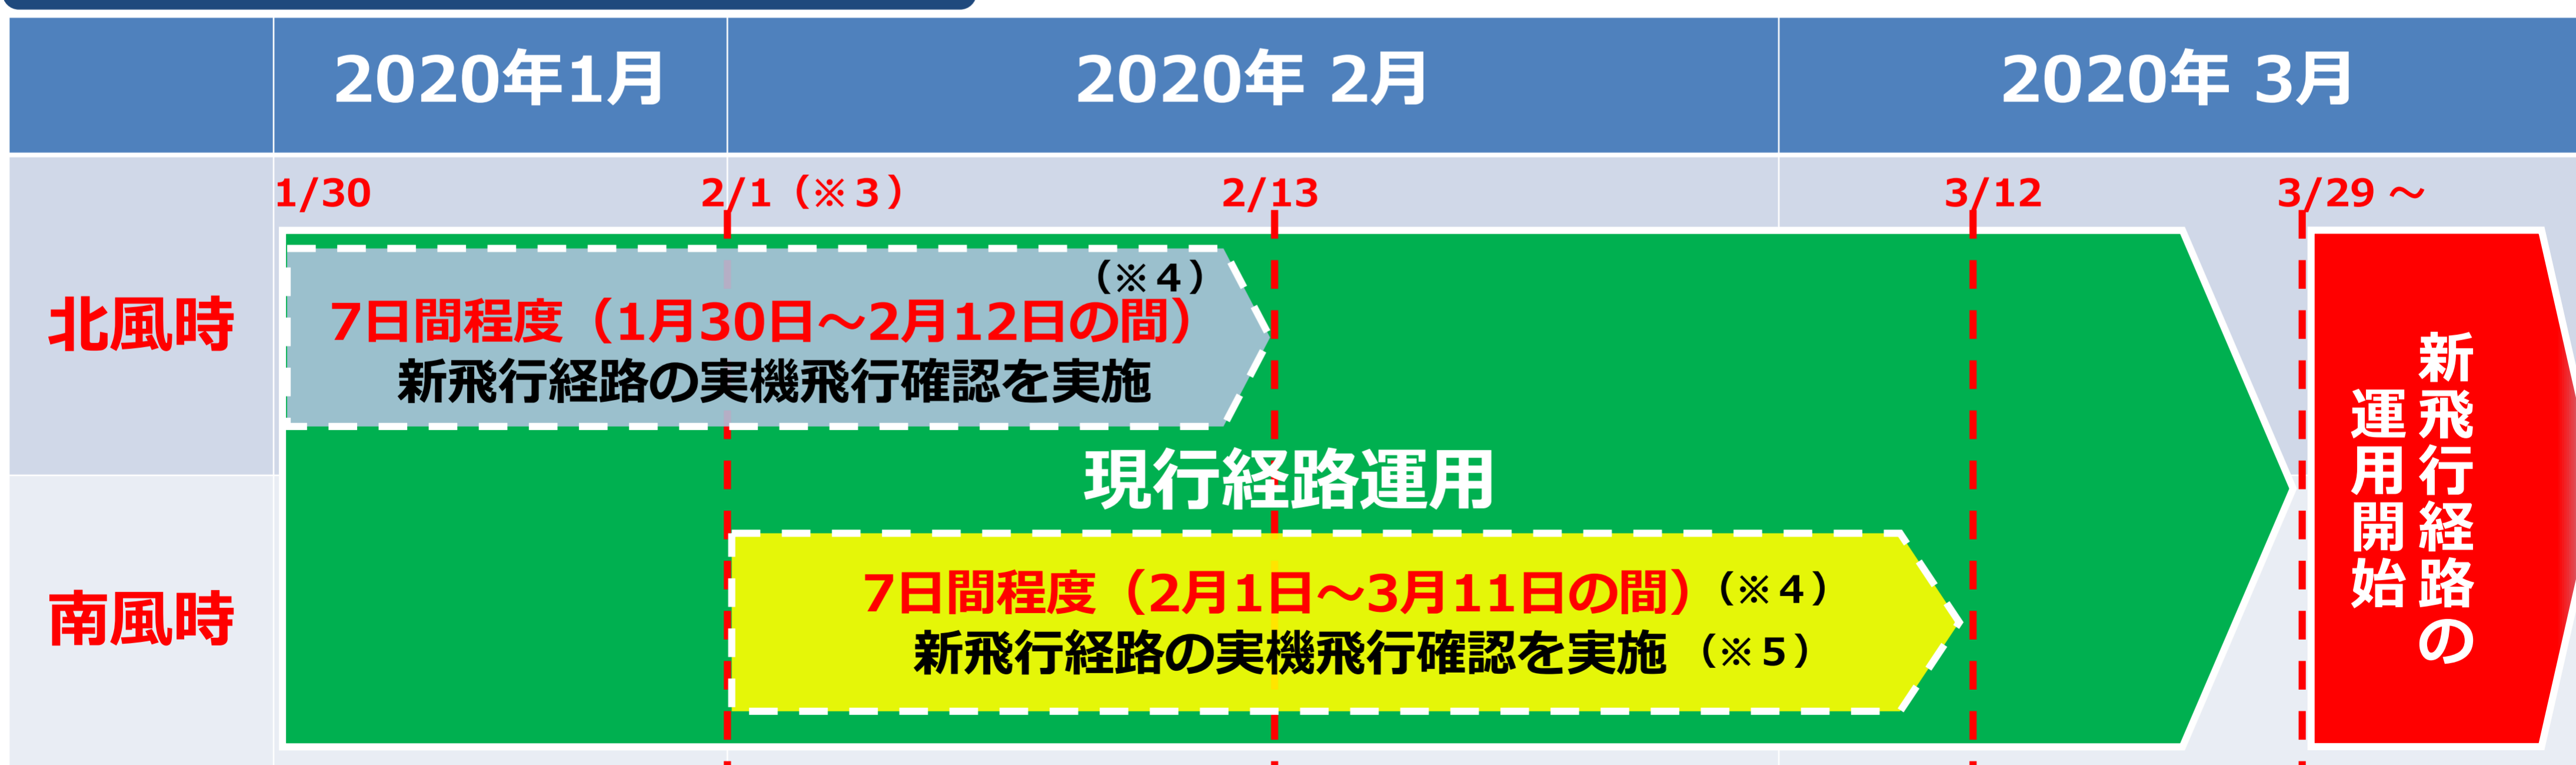 2020年1月
2020年 2月
2020年 3月
1/30
2/1（※３）
2/13
3/12
3/29 ～
北風時
（※４）
7日間程度（1月30日～2月12日の間）
新飛行経路の実機飛行確認を実施
現行経路運用
南風時
7日間程度（2月1日～3月11日の間）（※４）
新飛行経路の実機飛行確認を実施 （※５）
新飛行経路の
運用開始